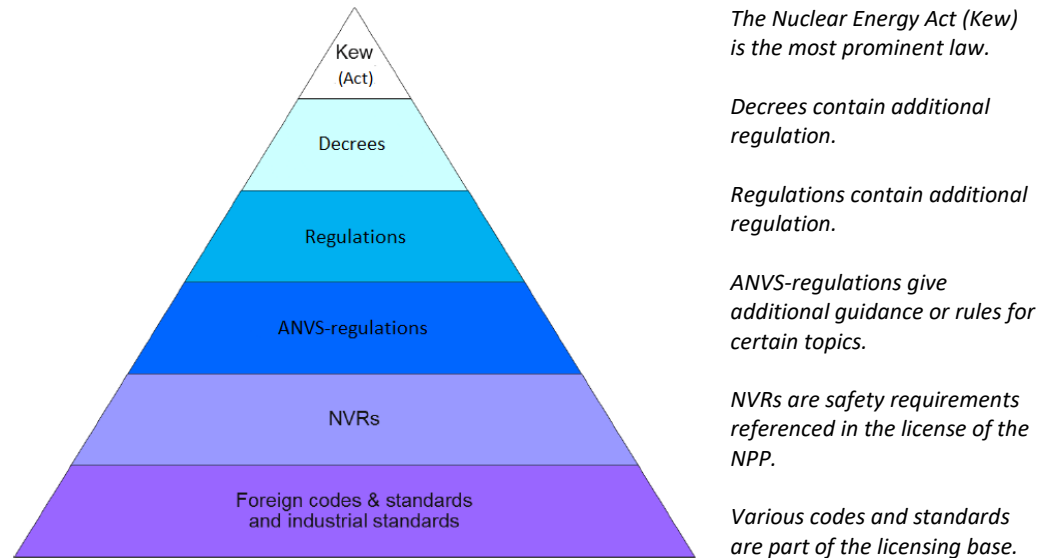 Kew
(Act)
Decrees
Regulations
ANVS-regulations
NVRs
Foreign codes & standards
and industrial standards
The Nuclear Energy Act (Kew)
is the most prominent law.
Decrees contain additional
regulation.
Regulations contain additional
regulation.
ANVS-regulations give
additional guidance or rules for
certain topics.
NVRs are safety requirements
referenced in the license of the
NPP.
Various codes and standards
are part of the licensing base.